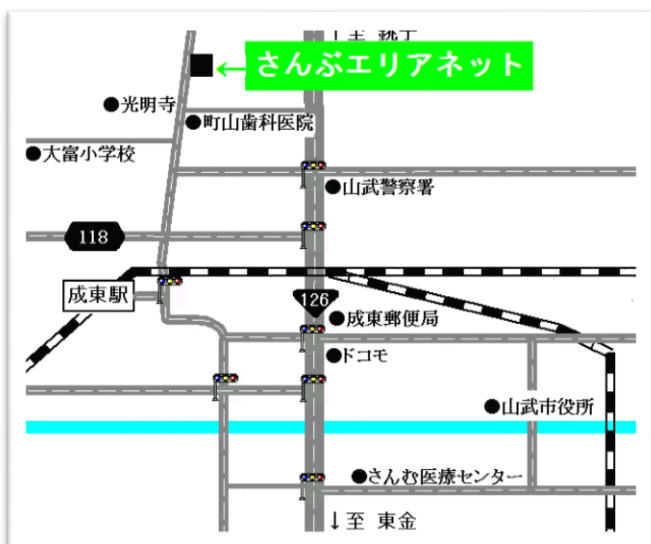 さんぶエリアネット
●光明寺
●町山歯科医院
●大富小学校
●山武警察署
118
成東駅
126
●成東郵便局
●ドコモ
●山武市役所
●さんむ医療センター
↓至 東金